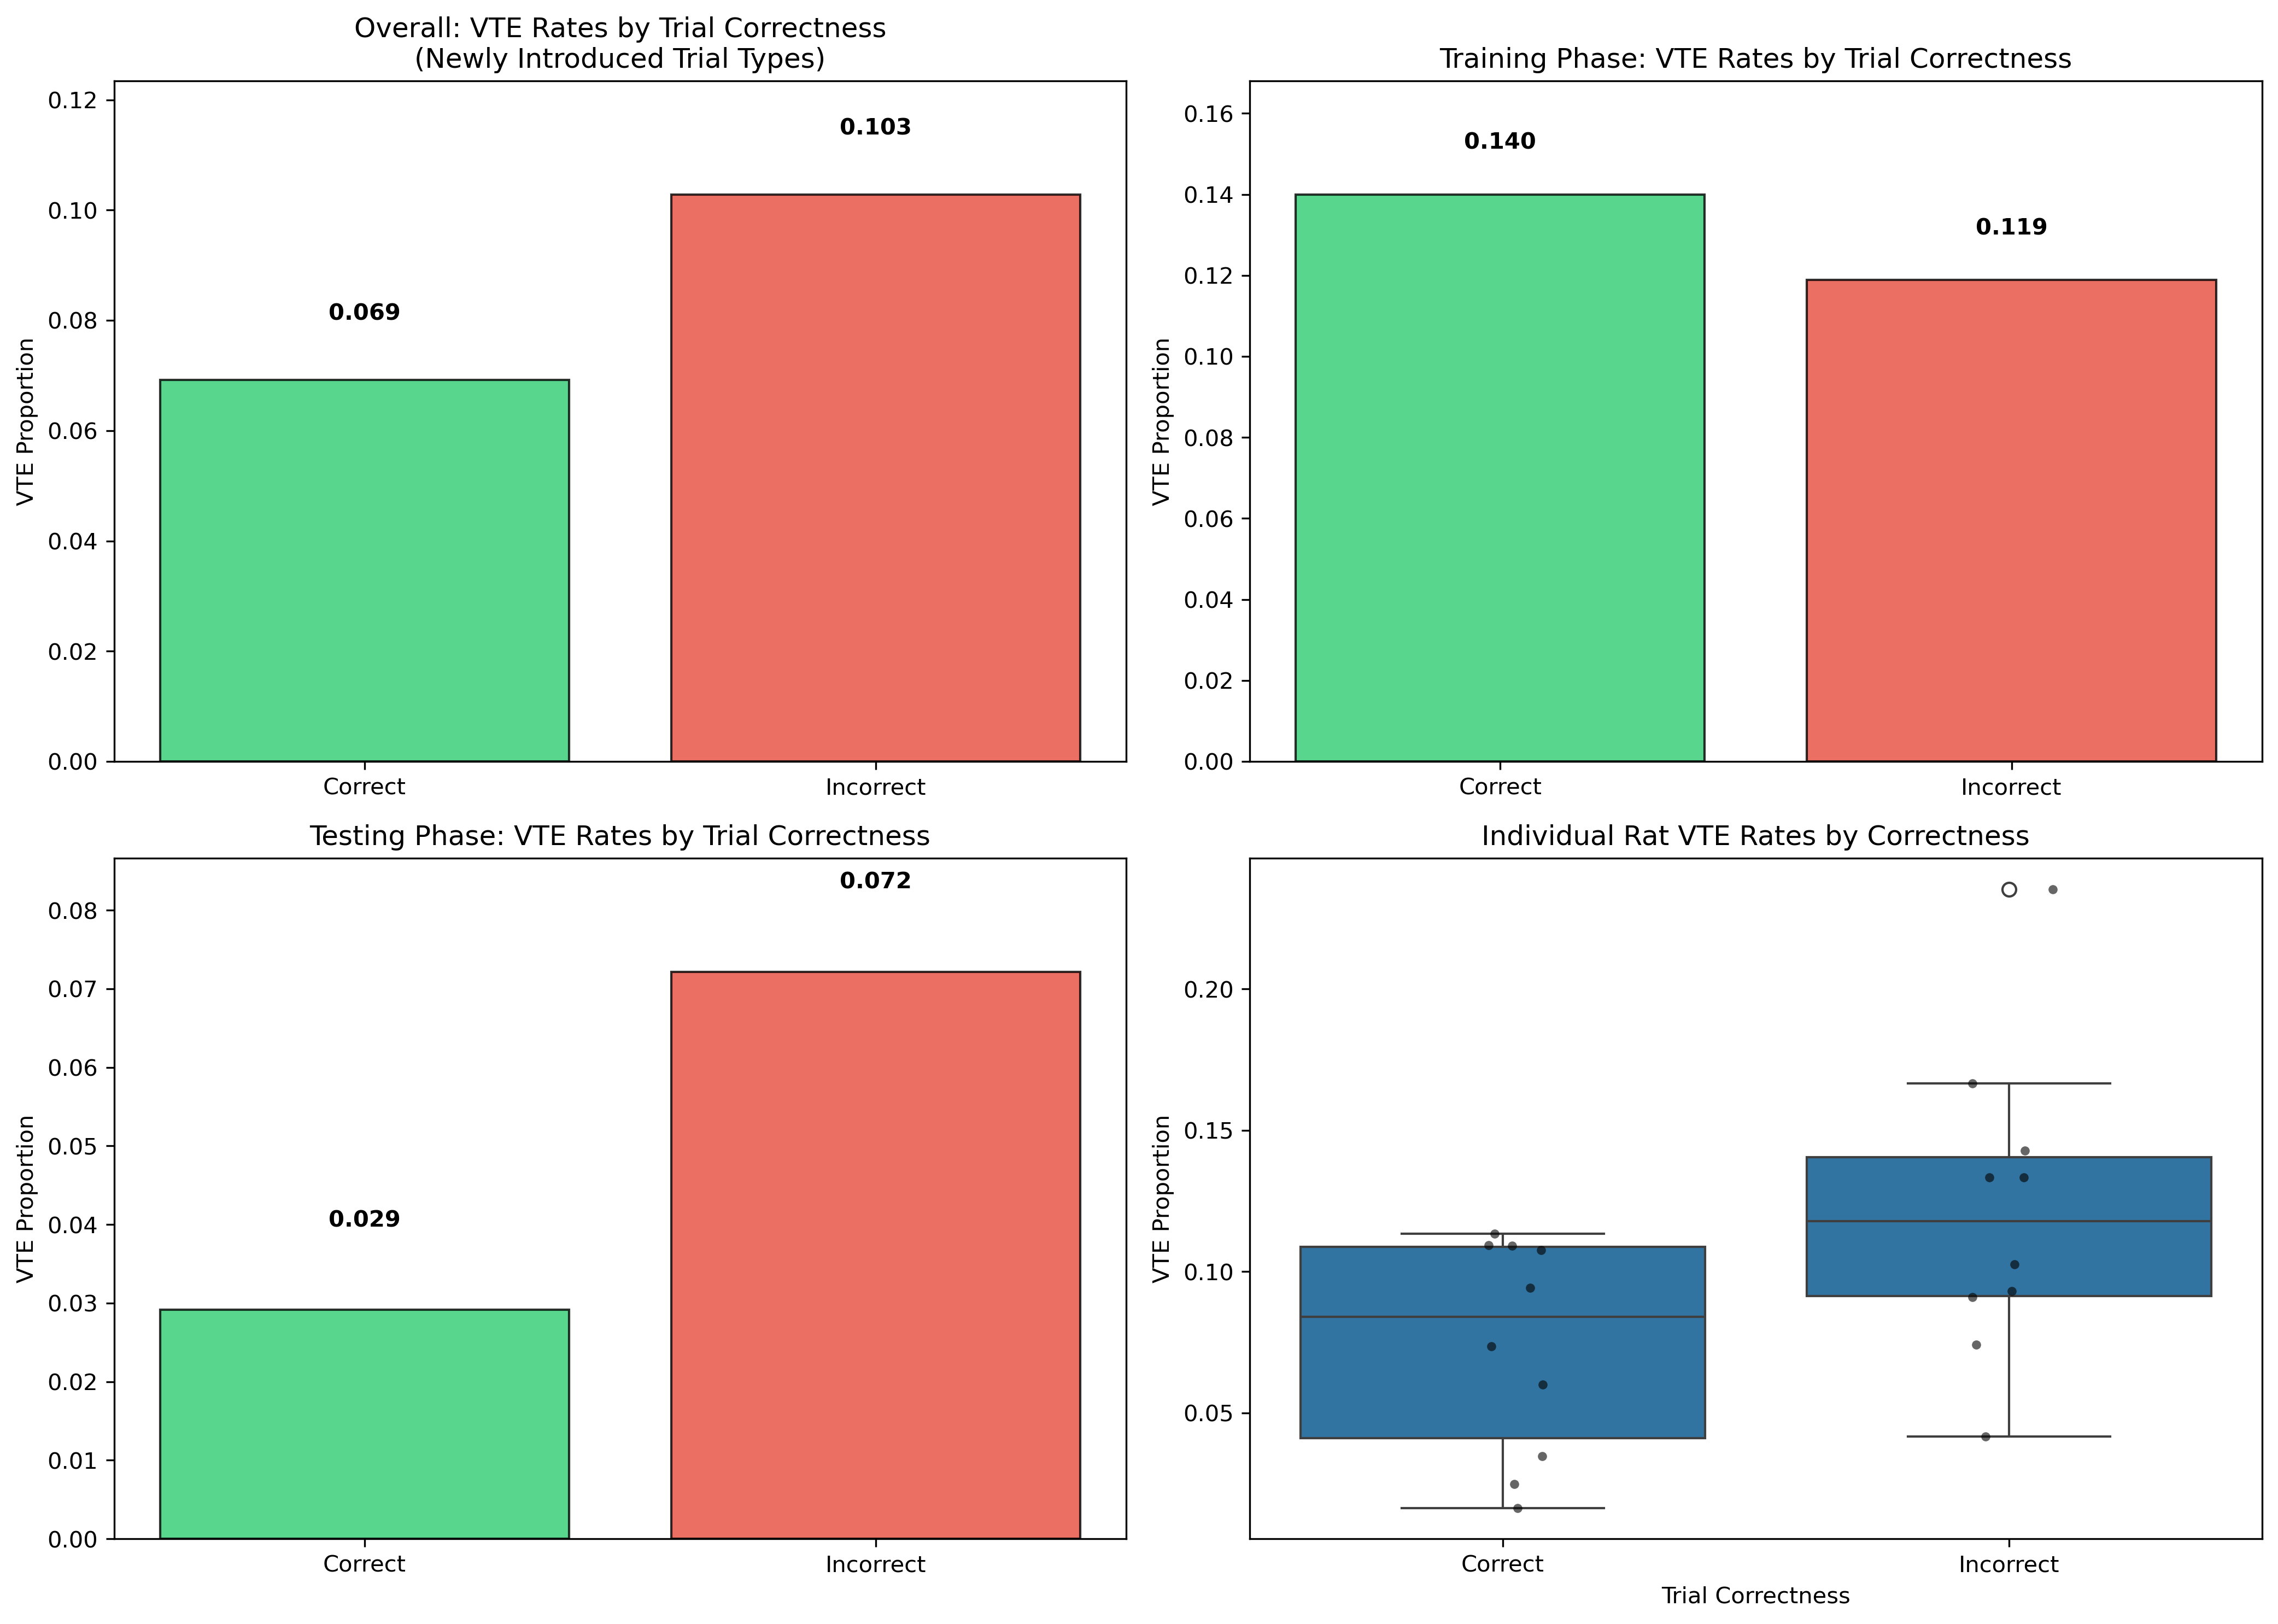 Overall: VTE Rates by Trial Correctness
(Newly Introduced Trial Types)
VTE Proportion
0.12
0.10
0.08
0.06
0.04
0.02
0.00
0.069
0.103
Correct
Incorrect
Training Phase: VTE Rates by Trial Correctness
VTE Proportion
0.16
0.14
0.12
0.10
0.08
0.06
0.04
0.02
0.00
0.140
0.119
Correct
Incorrect
Testing Phase: VTE Rates by Trial Correctness
VTE Proportion
0.08
0.07
0.06
0.05
0.04
0.03
0.02
0.01
0.00
0.029
0.072
Correct
Incorrect
Individual Rat VTE Rates by Correctness
VTE Proportion
0.20
0.15
0.10
0.05
Correct
Incorrect
Trial Correctness